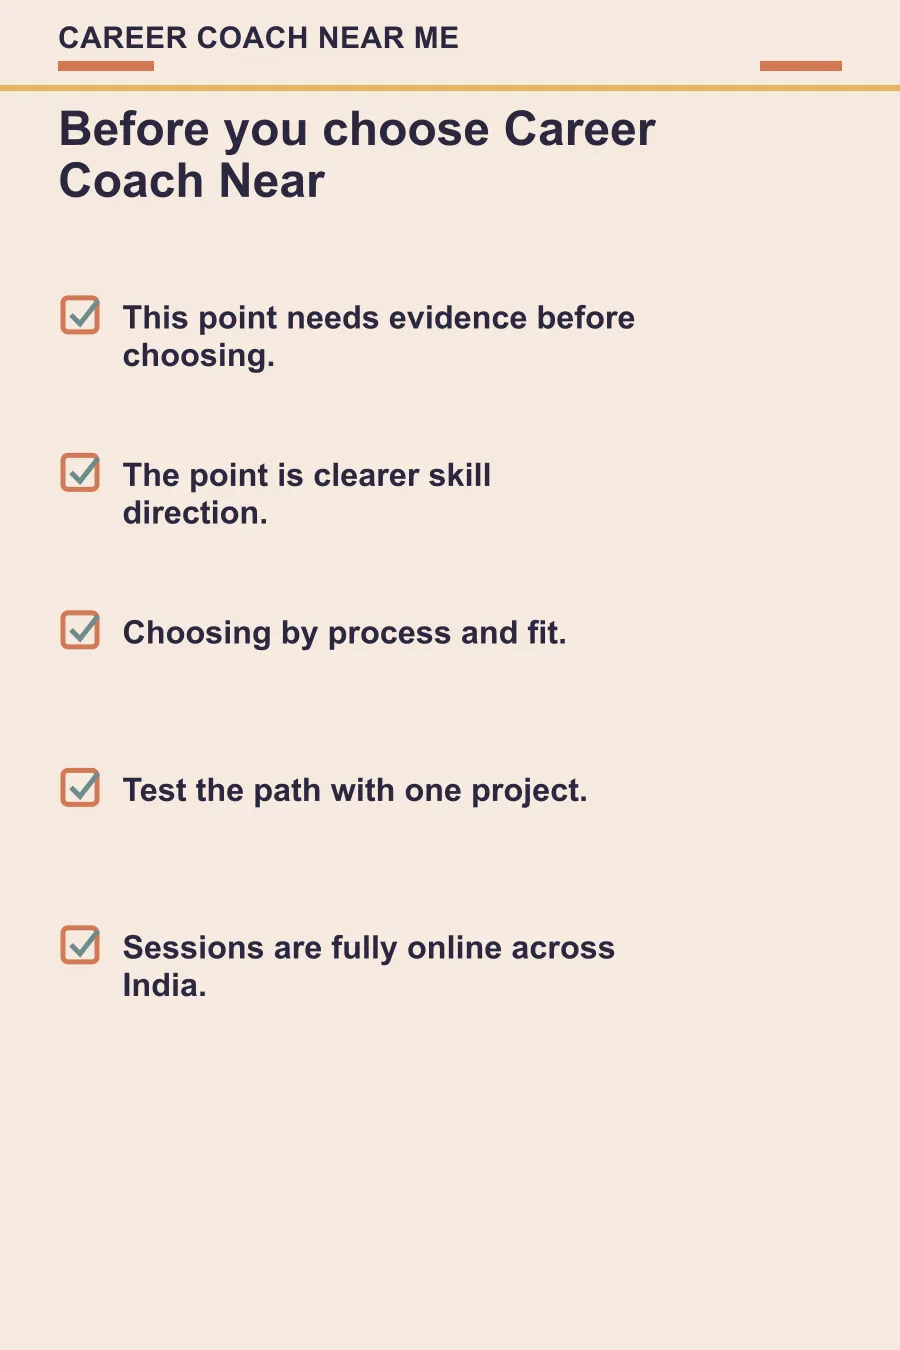 CAREER COACH NEAR ME
Before you choose Career
Coach Near
This point needs evidence before
choosing.
The point is clearer skill
direction.
Choosing by process and fit.
Test the path with one project.
Sessions are fully online across
India.